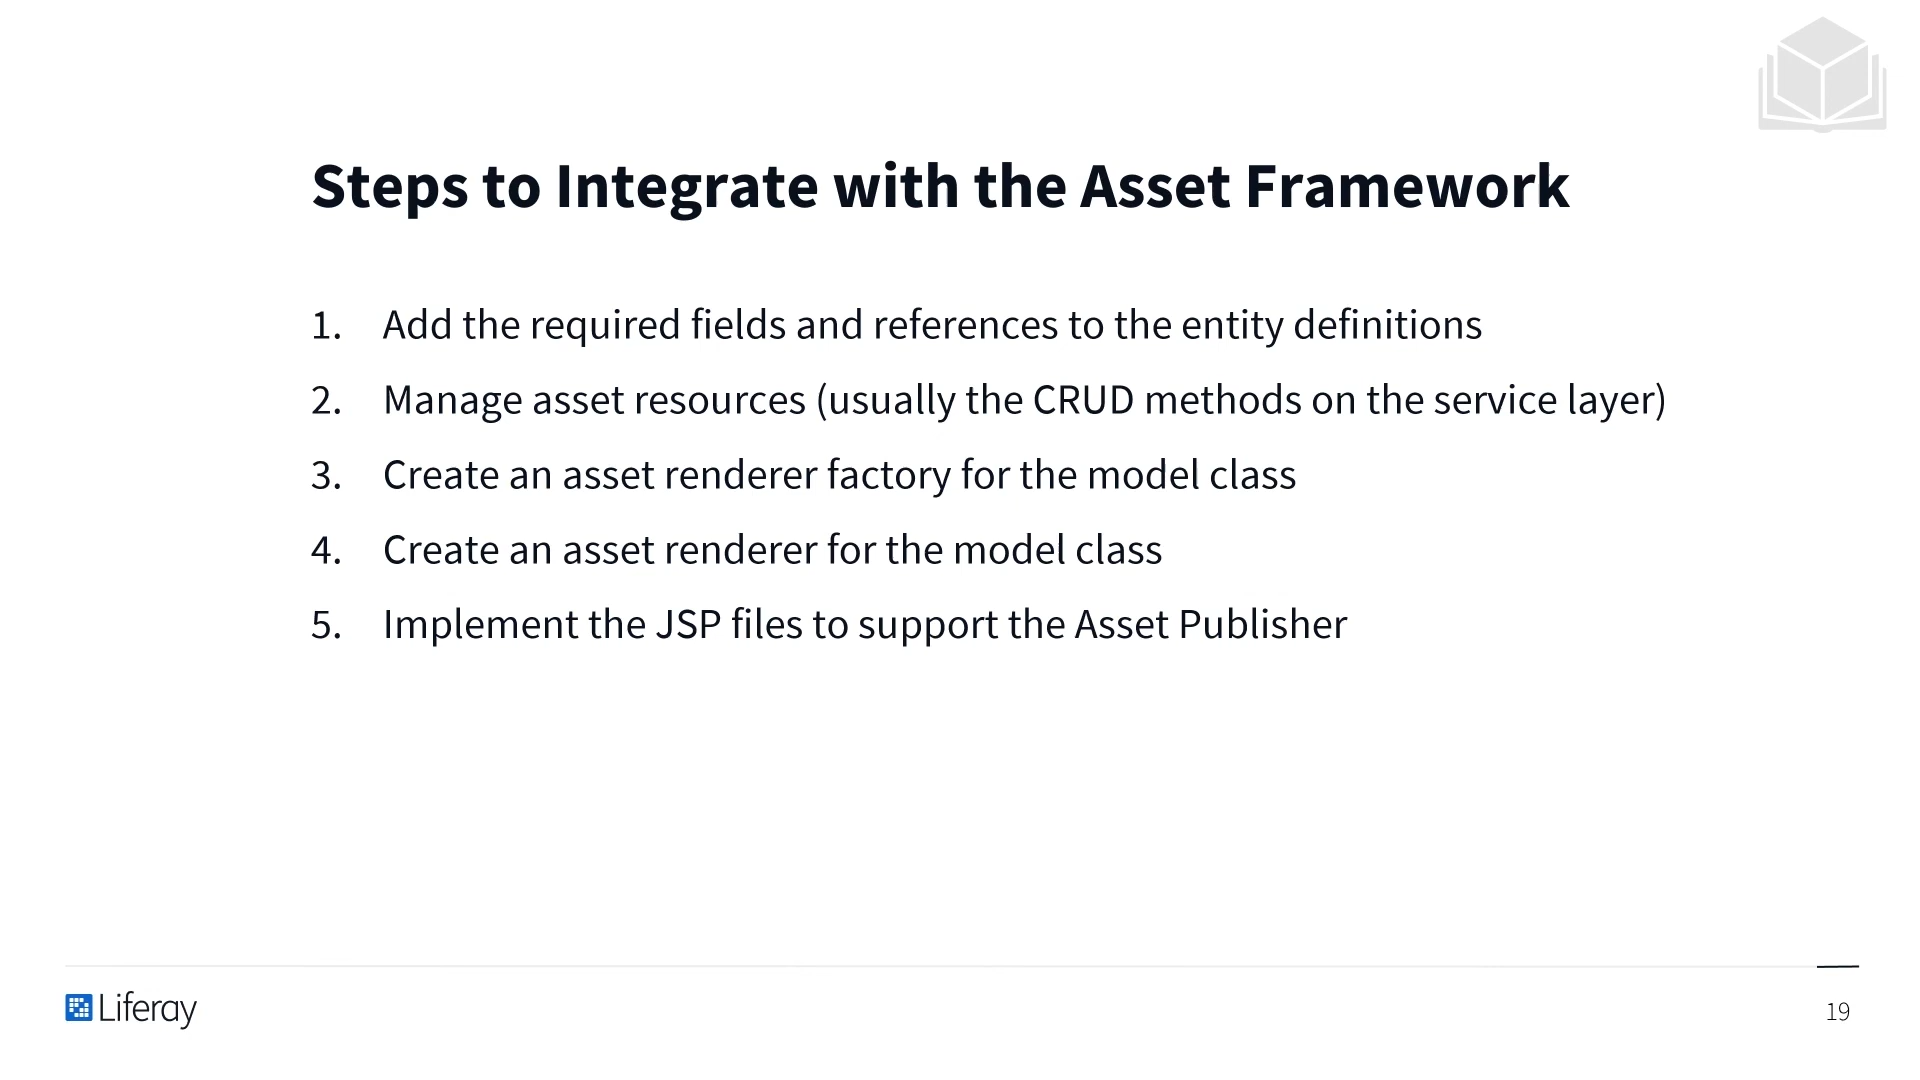 Steps to Integrate with the Asset Framework
1. Add the required fields and references to the entity definitions
2. Manage asset resources (usually the CRUD methods on the service layer)
3. Create an asset renderer factory for the model class
4. Create an asset renderer for the model class
5. Implement the JSP files to support the Asset Publisher
Liferay
19